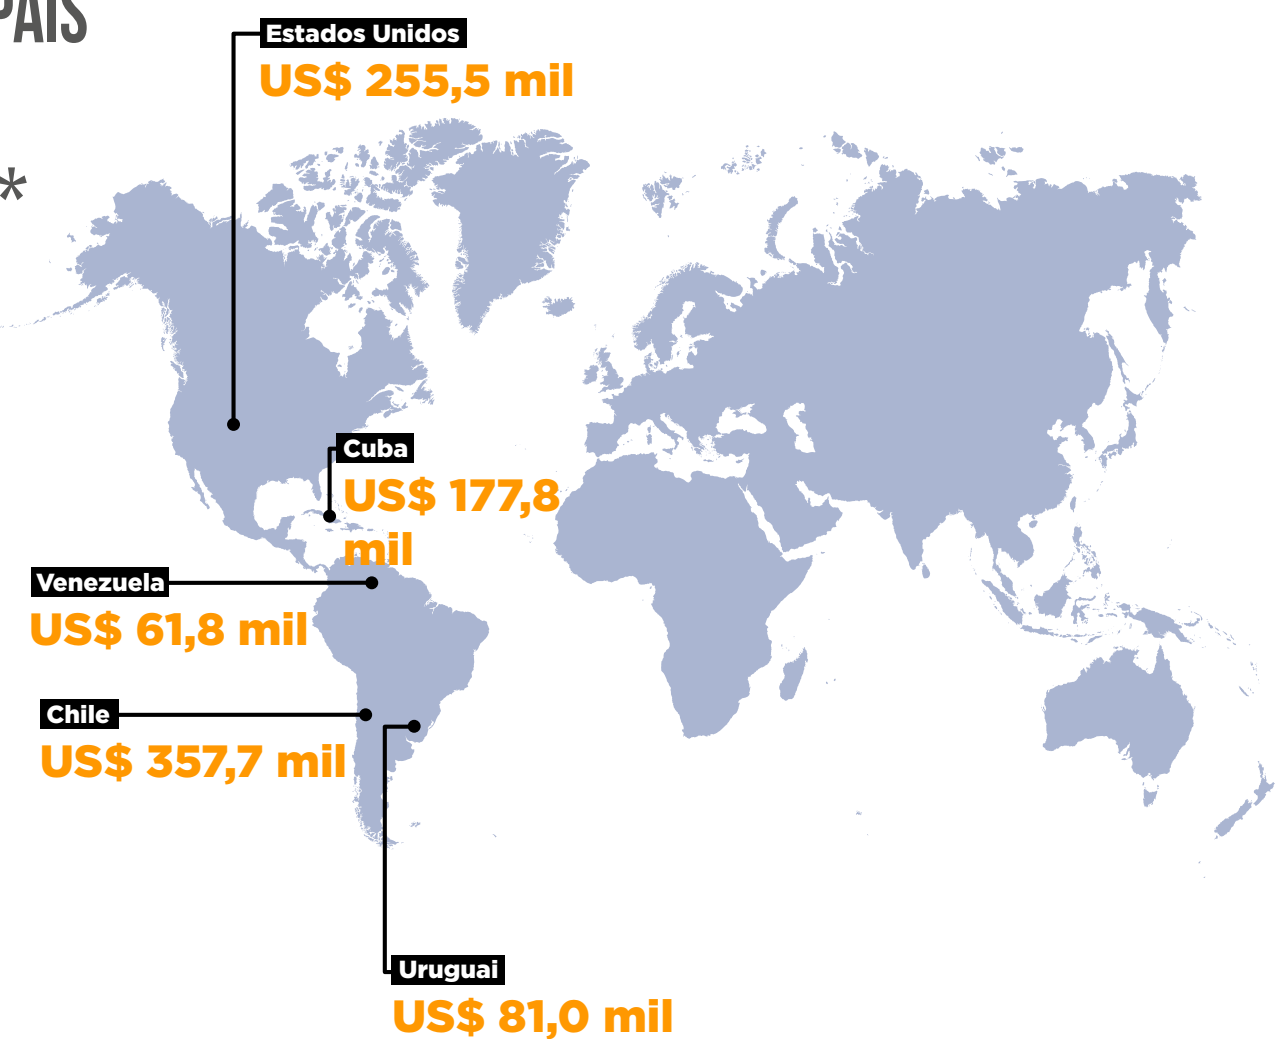 PAÍS
Estados Unidos
US$ 255,5 mil
*
Cuba
US$ 177,8
mil
Venezuela
US$ 61,8 mil
Chile
US$ 357,7 mil
Uruguai
US$ 81,0 mil